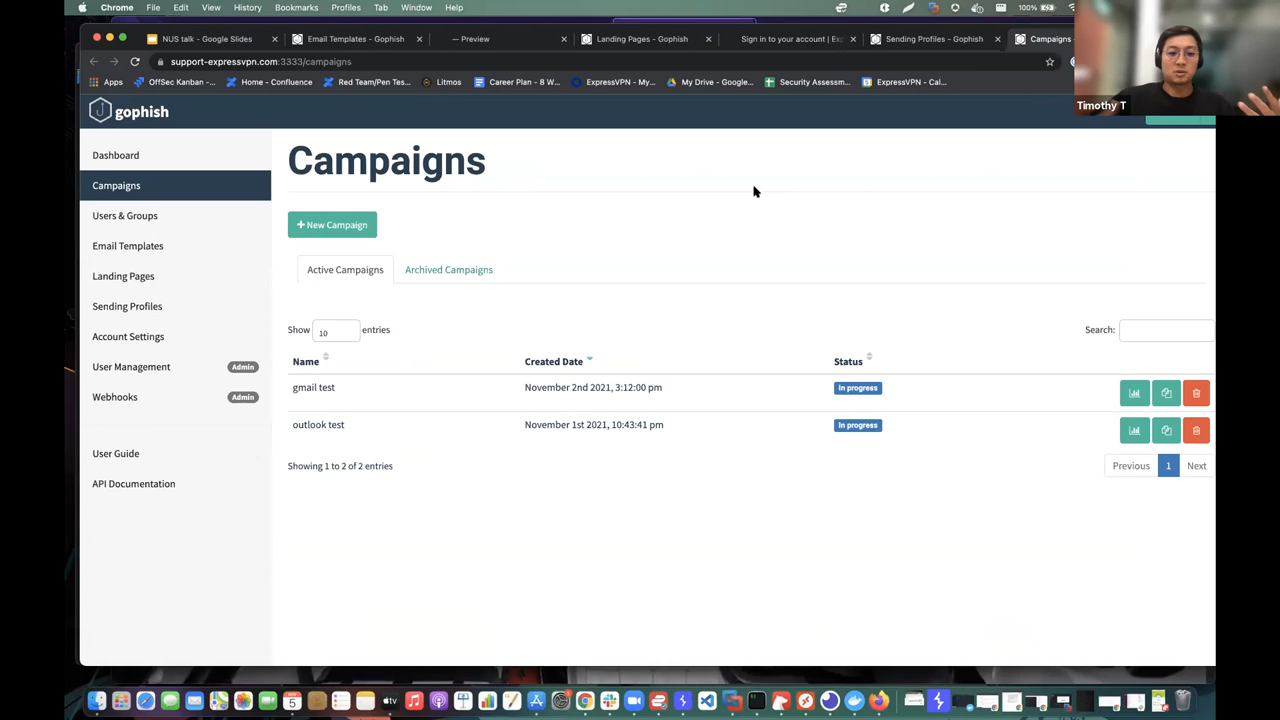 Chrome File Edit View History Bookmarks Profiles Tab Window Help 100%
NUS talk - Google Slides Email Templates - Gophish — Preview Landing Pages - Gophish Sign in to your account | Ex Sending Profiles - Gophish Campaigns -
support-expressvpn.com:3333/campaigns
Apps OffSec Kanban -... Home - Confluence Red Team/Pen Tes... Litmos Career Plan - 8 W... ExpressVPN - My... My Drive - Google... Security Assessm... ExpressVPN - Cal...
Timothy T
gophish
Dashboard
Campaigns
Users & Groups
Email Templates
Landing Pages
Sending Profiles
Account Settings
User Management Admin
Webhooks Admin
User Guide
API Documentation
Campaigns
+ New Campaign
Active Campaigns Archived Campaigns
Show 10 entries Search:
Name Created Date Status
gmail test November 2nd 2021, 3:12:00 pm In progress
outlook test November 1st 2021, 10:43:41 pm In progress
Showing 1 to 2 of 2 entries Previous 1 Next
5